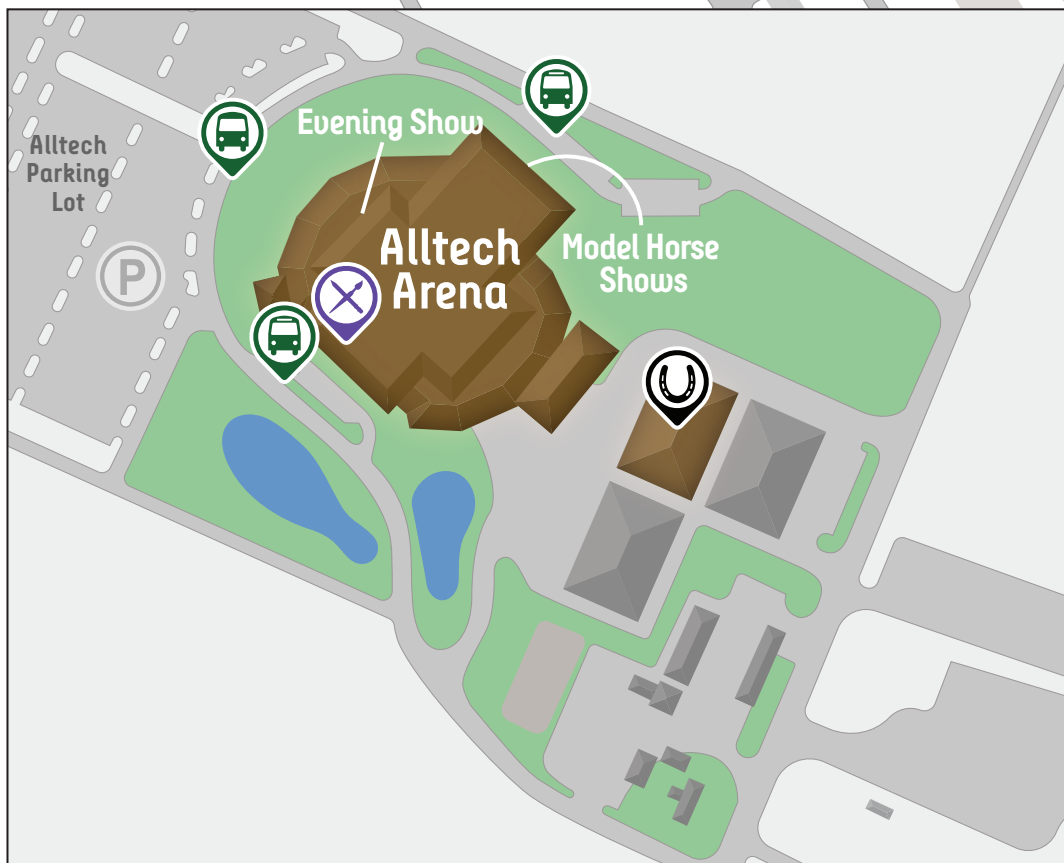 Evening Show
Alltech
Parking
Lot
P
Alltech
Arena
Model Horse
Shows